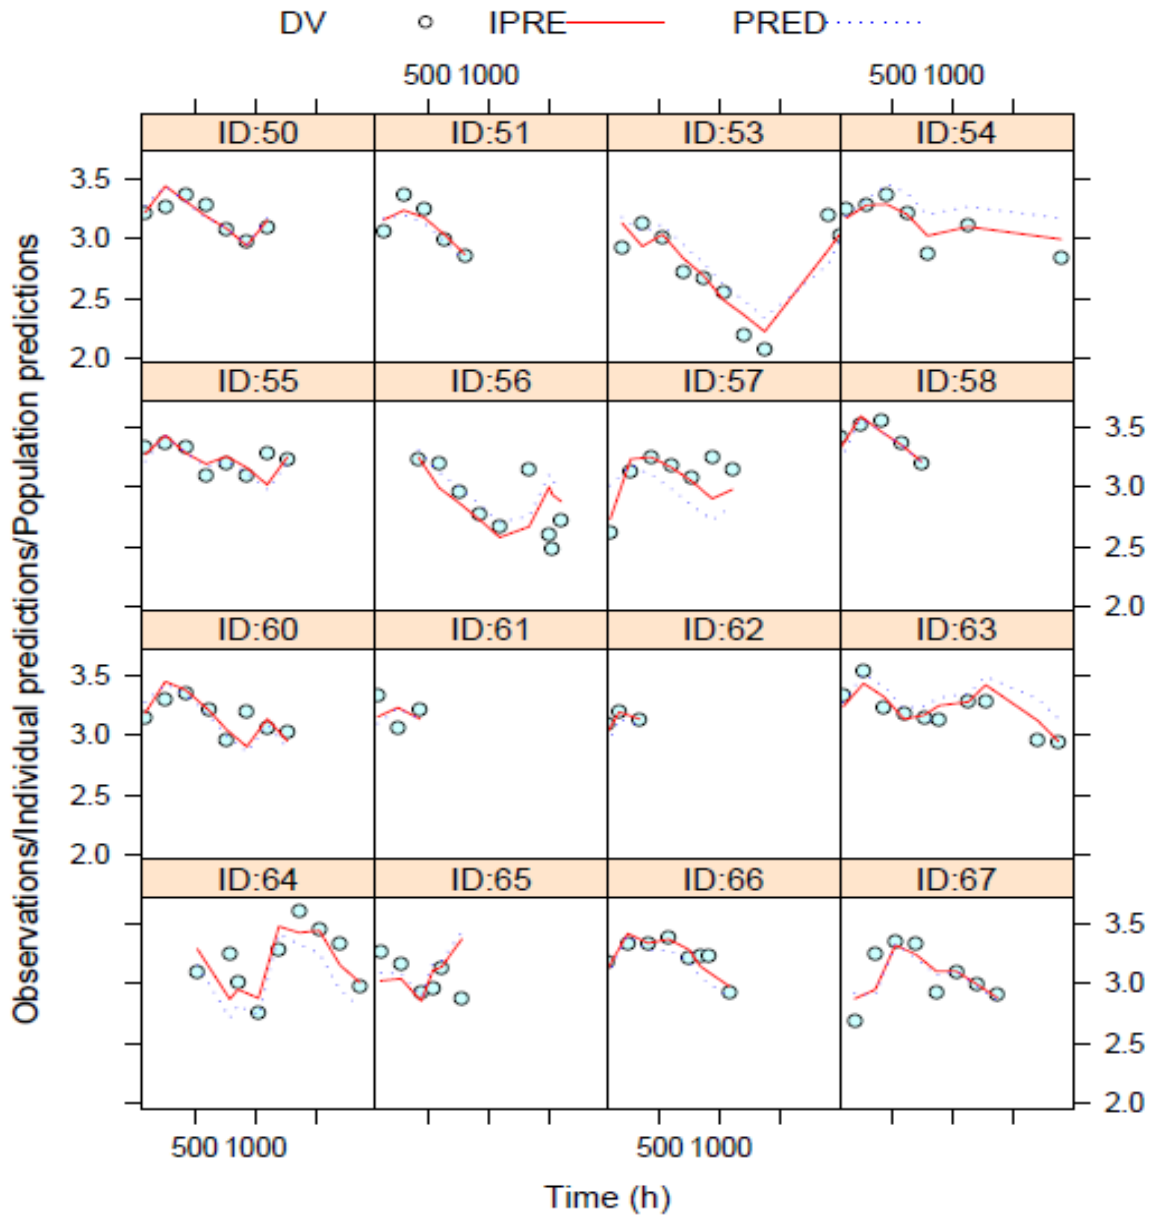 DV IPRE PRED
500 1000 500 1000
ID:50 ID:51 ID:53 ID:54
3.5
3.0
2.5
2.0
ID:55 ID:56 ID:57 ID:58
3.5
3.0
2.5
2.0
ID:60 ID:61 ID:62 ID:63
3.5
3.0
2.5
2.0
ID:64 ID:65 ID:66 ID:67
3.5
3.0
2.5
2.0
500 1000 500 1000
Time (h)
Observations/Individual predictions/Population predictions